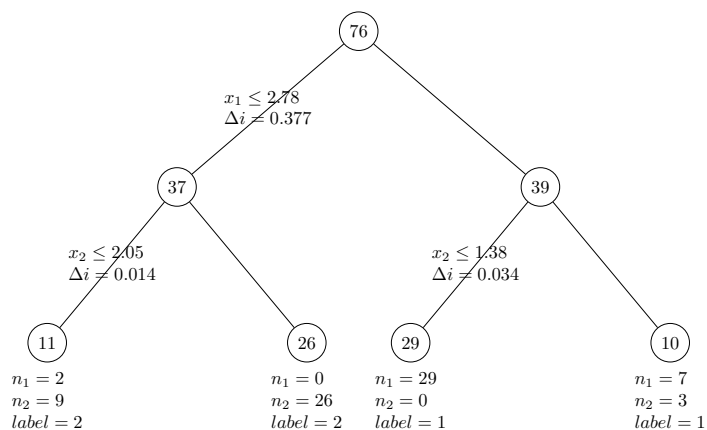 76
x₁ ≤ 2.78
Δi = 0.377
37
39
x₂ ≤ 2.05
Δi = 0.014
x₂ ≤ 1.38
Δi = 0.034
11
26
29
10
n₁ = 2
n₂ = 9
label = 2
n₁ = 0
n₂ = 26
label = 2
n₁ = 29
n₂ = 0
label = 1
n₁ = 7
n₂ = 3
label = 1